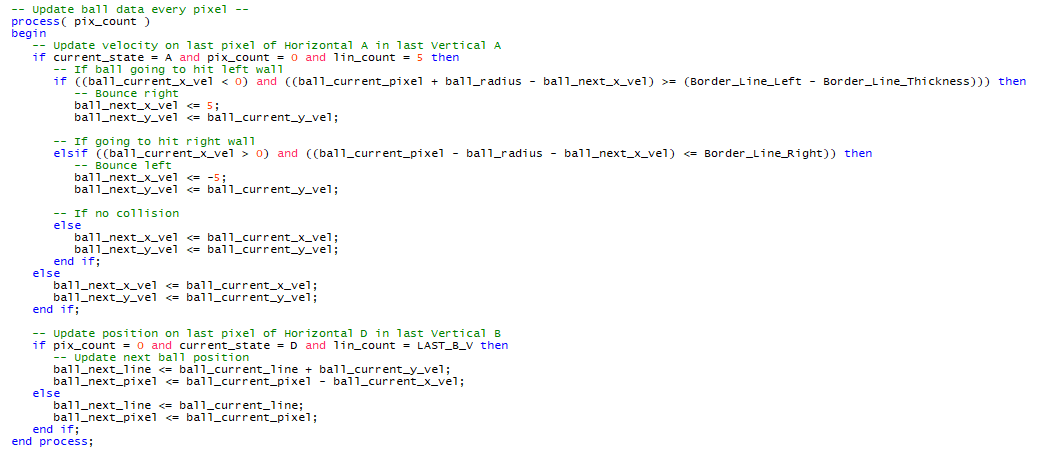 -- Update ball data every pixel --
process( pix_count )
begin
-- Update velocity on last pixel of Horizontal A in last Vertical A
if current_state = A and pix_count = 0 and lin_count = 5 then
-- If ball going to hit left wall
if ((ball_current_x_vel < 0) and ((ball_current_pixel + ball_radius - ball_next_x_vel) >= (Border_Line_Left - Border_Line_Thickness))) then
-- Bounce right
ball_next_x_vel <= 5;
ball_next_y_vel <= ball_current_y_vel;
-- If going to hit right wall
elsif ((ball_current_x_vel > 0) and ((ball_current_pixel - ball_radius - ball_next_x_vel) <= Border_Line_Right)) then
-- Bounce left
ball_next_x_vel <= -5;
ball_next_y_vel <= ball_current_y_vel;
-- If no collision
else
ball_next_x_vel <= ball_current_x_vel;
ball_next_y_vel <= ball_current_y_vel;
end if;
else
ball_next_x_vel <= ball_current_x_vel;
ball_next_y_vel <= ball_current_y_vel;
end if;
-- Update position on last pixel of Horizontal D in last Vertical B
if pix_count = 0 and current_state = D and lin_count = LAST_B_V then
-- Update next ball position
ball_next_line <= ball_current_line + ball_current_y_vel;
ball_next_pixel <= ball_current_pixel - ball_current_x_vel;
else
ball_next_line <= ball_current_line;
ball_next_pixel <= ball_current_pixel;
end if;
end process;